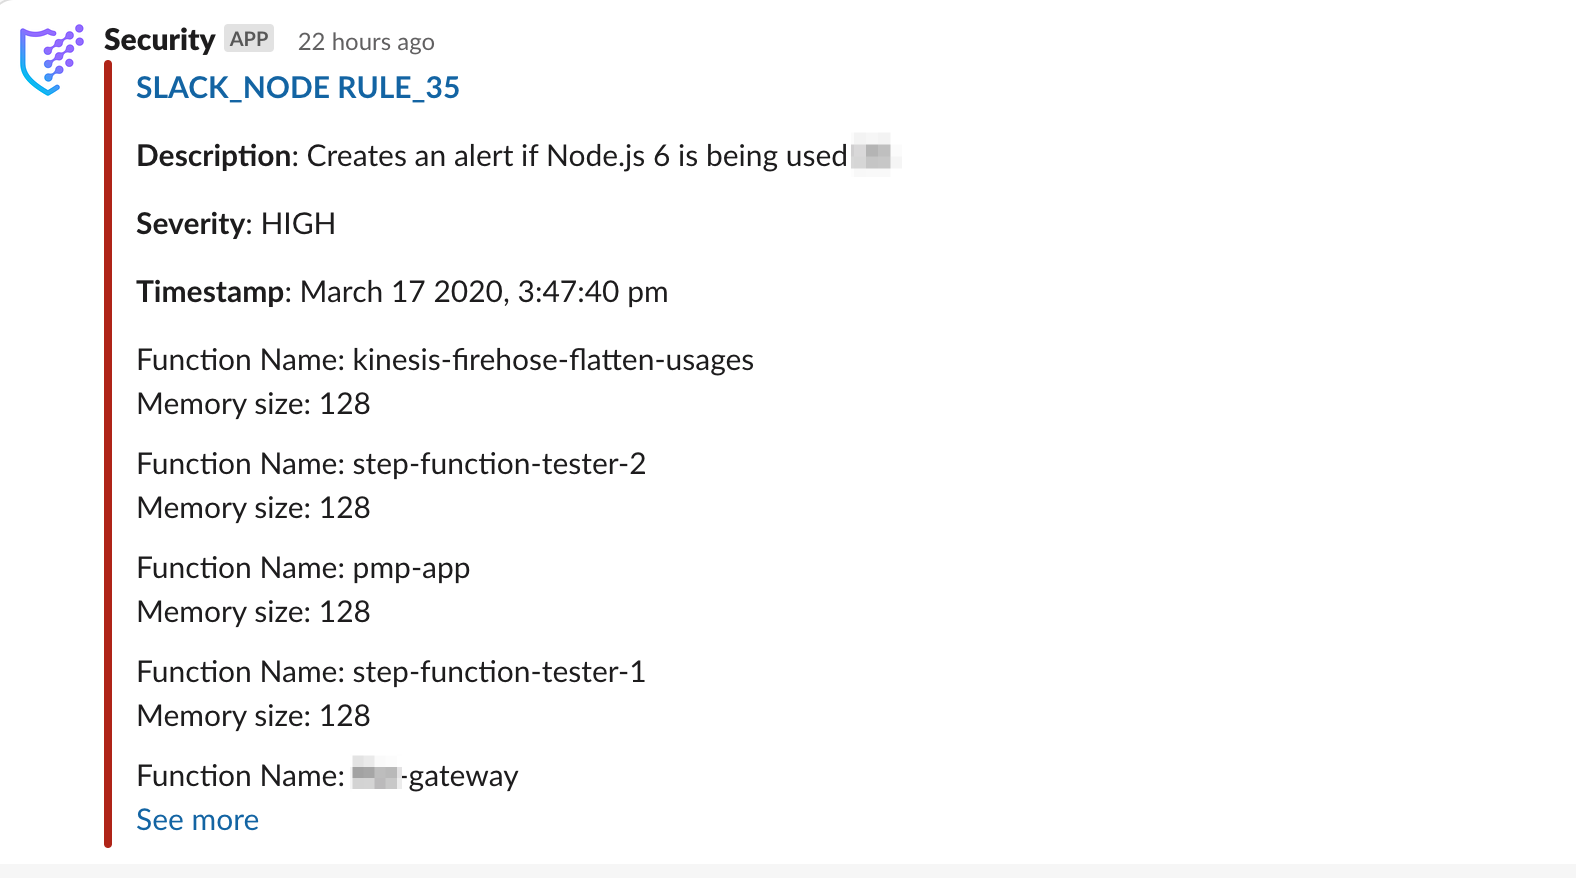 Security APP 22 hours ago
SLACK_NODE RULE_35
Description: Creates an alert if Node.js 6 is being used
Severity: HIGH
Timestamp: March 17 2020, 3:47:40 pm
Function Name: kinesis-firehose-flatten-usages
Memory size: 128
Function Name: step-function-tester-2
Memory size: 128
Function Name: pmp-app
Memory size: 128
Function Name: step-function-tester-1
Memory size: 128
Function Name: -gateway
See more